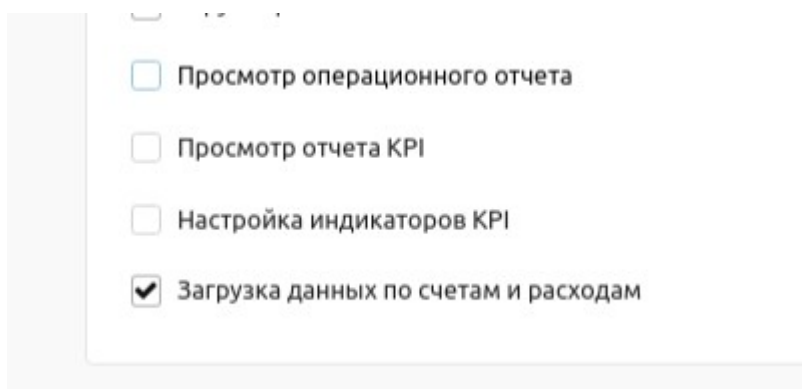 Просмотр операционного отчета
Просмотр отчета KPI
Настройка индикаторов KPI
Загрузка данных по счетам и расходам